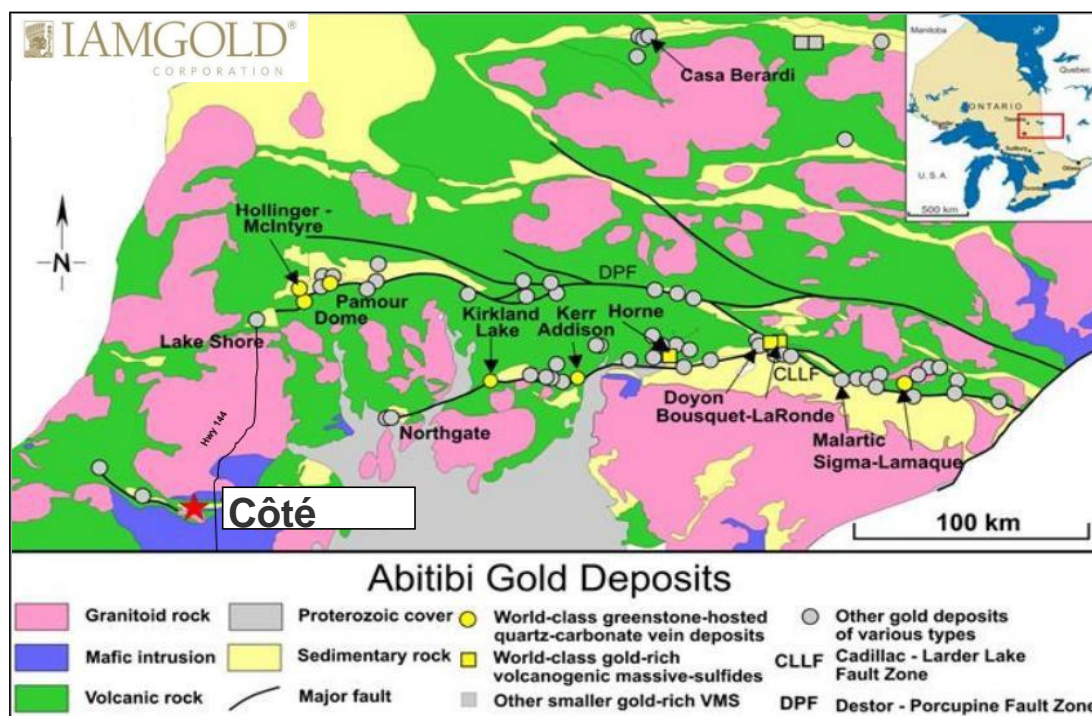 IAMGOLD®
CORPORATION
Casa Berardi
Manitoba
Quebec
ONTARIO
U.S.A.
500 km
N
Hollinger -
McIntyre
Pamour
Dome
Lake Shore
Hwy 144
Kirkland
Lake
Kerr
Addison
Horne
DPF
Northgate
Doyon
Bousquet-LaRonde
CLLF
Malartic
Sigma-Lamaque
Côté
100 km
Abitibi Gold Deposits
Granitoid rock
Mafic intrusion
Volcanic rock
Proterozoic cover
Sedimentary rock
Major fault
World-class greenstone-hosted
quartz-carbonate vein deposits
World-class gold-rich
volcanogenic massive-sulfides
Other smaller gold-rich VMS
Other gold deposits
of various types
CLLF Cadillac - Larder Lake
Fault Zone
DPF Destor - Porcupine Fault Zone